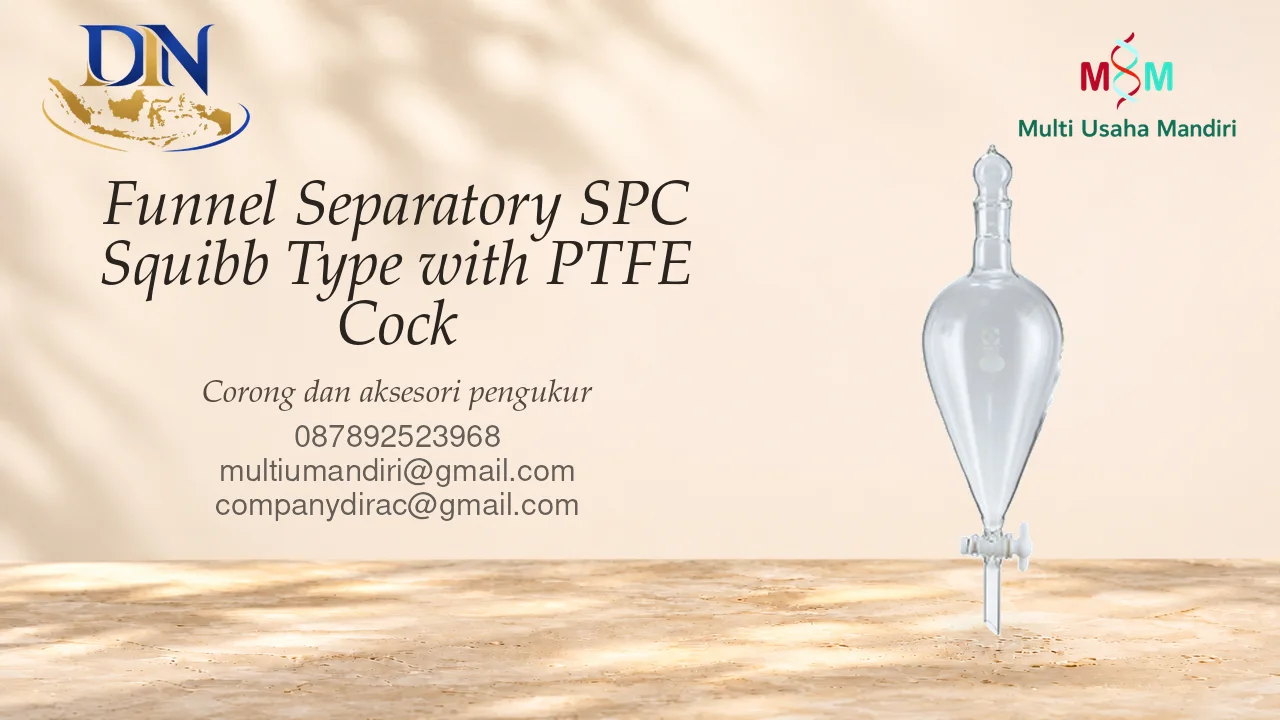 DIN
M M
Multi Usaha Mandiri
Funnel Separatory SPC
Squibb Type with PTFE
Cock
Corong dan aksesori pengukur
087892523968
multiumandiri@gmail.com
companydirac@gmail.com